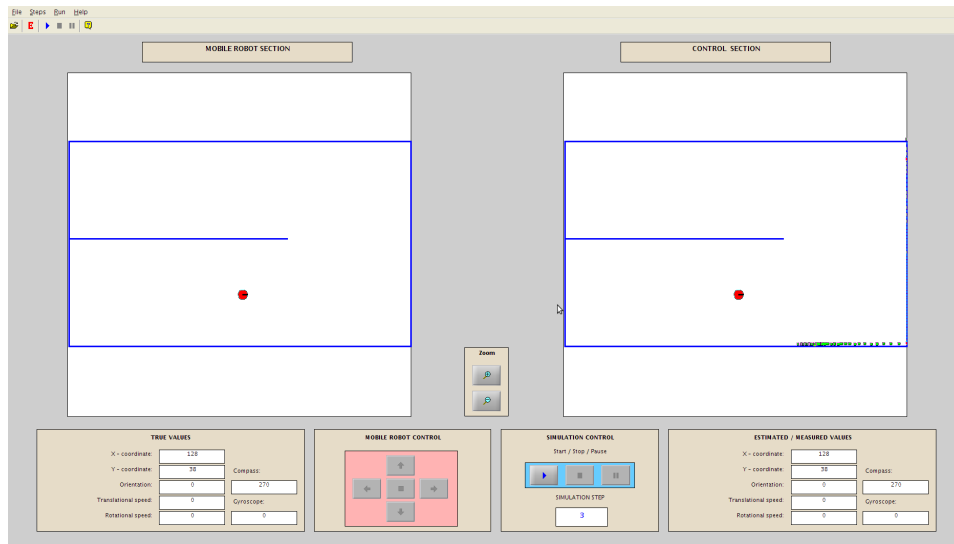 File Steps Run Help
E
MOBILE ROBOT SECTION
CONTROL SECTION
Zoom
TRUE VALUES
X - coordinate: 128
Y - coordinate: 38 Compass:
Orientation: 0 270
Translational speed: 0 Gyroscope:
Rotational speed: 0 0
MOBILE ROBOT CONTROL
SIMULATION CONTROL
Start / Stop / Pause
SIMULATION STEP
3
ESTIMATED / MEASURED VALUES
X - coordinate: 128
Y - coordinate: 38 Compass:
Orientation: 0 270
Translational speed: 0 Gyroscope:
Rotational speed: 0 0